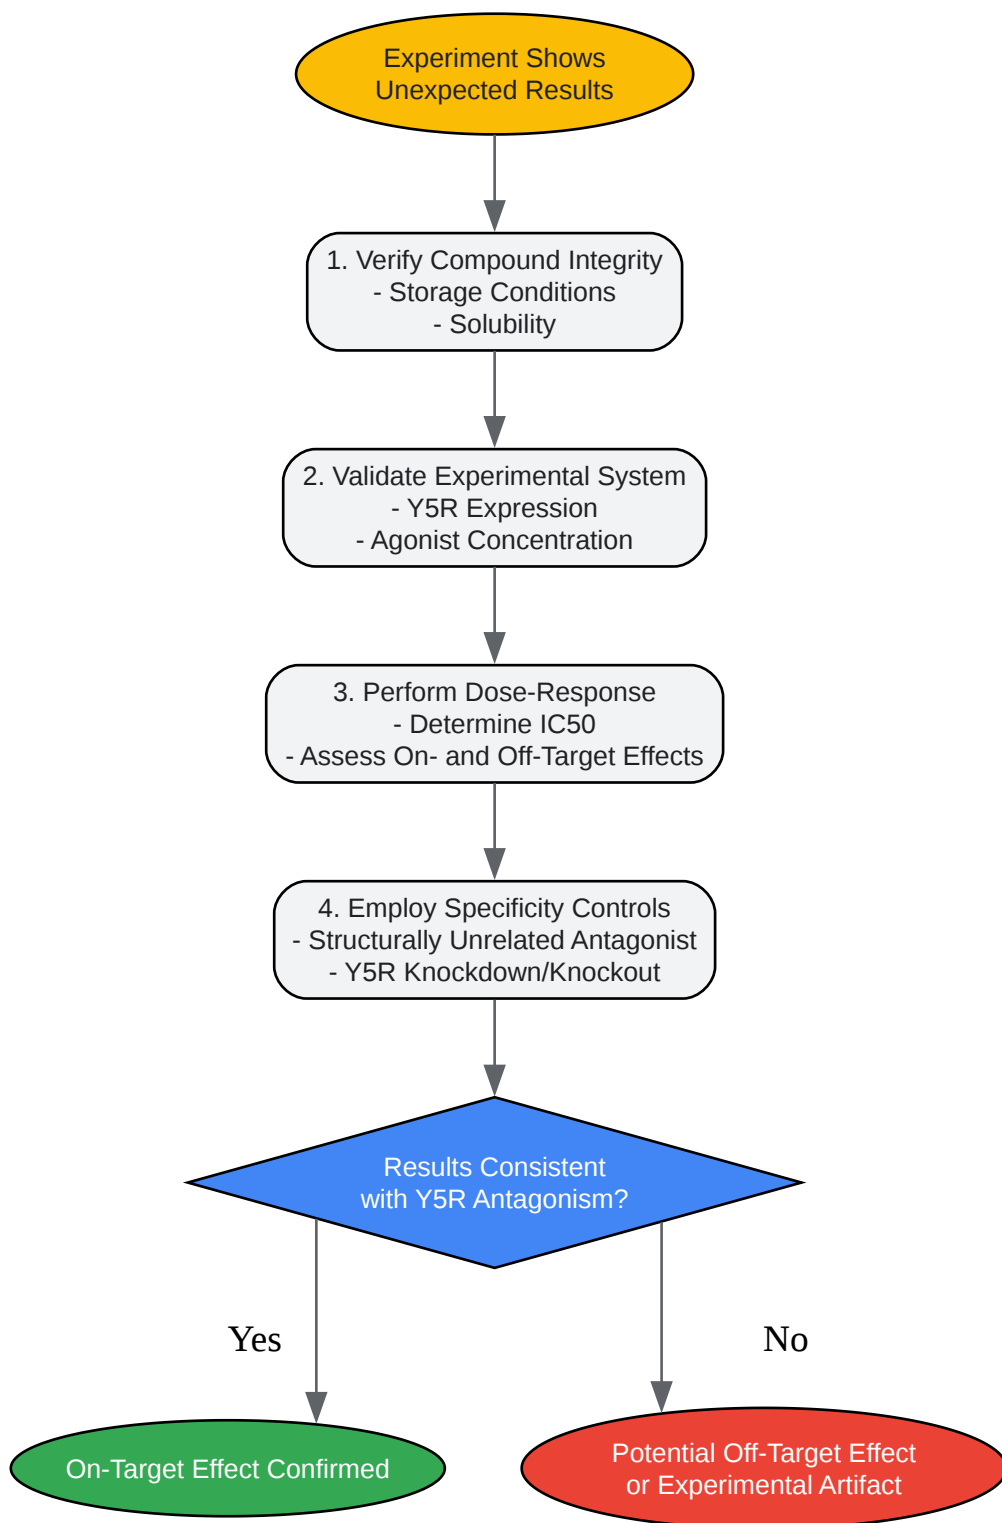 Experiment Shows
Unexpected Results
1. Verify Compound Integrity
- Storage Conditions
- Solubility
2. Validate Experimental System
- Y5R Expression
- Agonist Concentration
3. Perform Dose-Response
- Determine IC50
- Assess On- and Off-Target Effects
4. Employ Specificity Controls
- Structurally Unrelated Antagonist
- Y5R Knockdown/Knockout
Results Consistent
with Y5R Antagonism?
Yes
No
On-Target Effect Confirmed
Potential Off-Target Effect
or Experimental Artifact